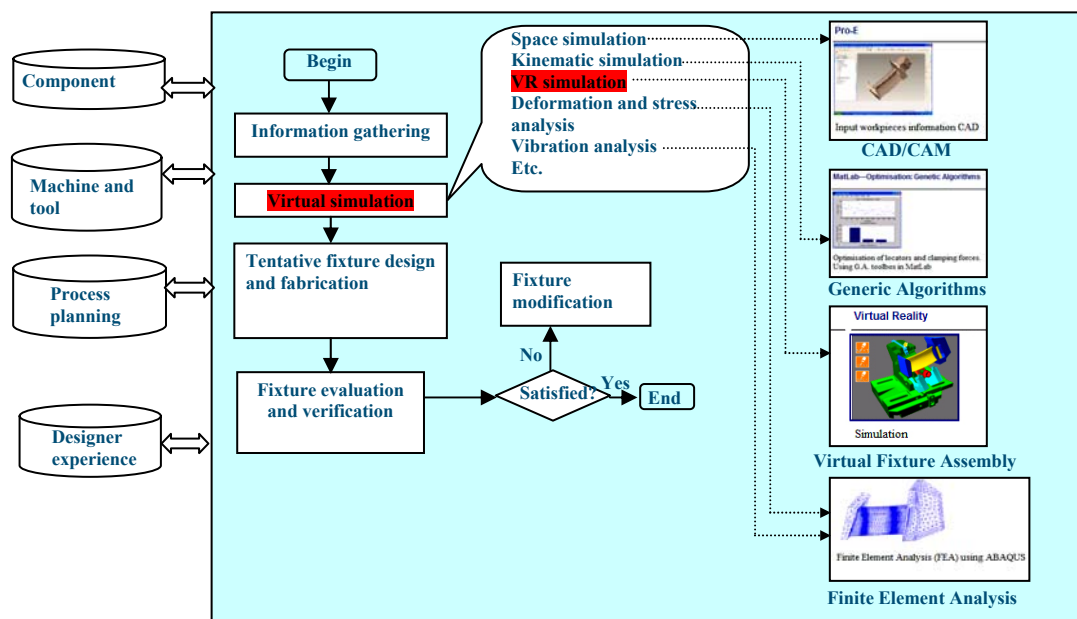 Component
Machine and
tool
Process
planning
Designer
experience
Begin
Information gathering
Virtual simulation
Tentative fixture design
and fabrication
Fixture evaluation
and verification
Fixture
modification
No
Satisfied?
Yes
End
Space simulation
Kinematic simulation
VR simulation
Deformation and stress
analysis
Vibration analysis
Etc.
Pro-E
Input workpieces information CAD
CAD/CAM
MatLab—Optimisation: Genetic Algorithms
Optimisation of locators and clamping forces.
Using G.A. toolbox in MatLab
Generic Algorithms
Virtual Reality
Simulation
Virtual Fixture Assembly
Finite Element Analysis (FEA) using ABAQUS
Finite Element Analysis